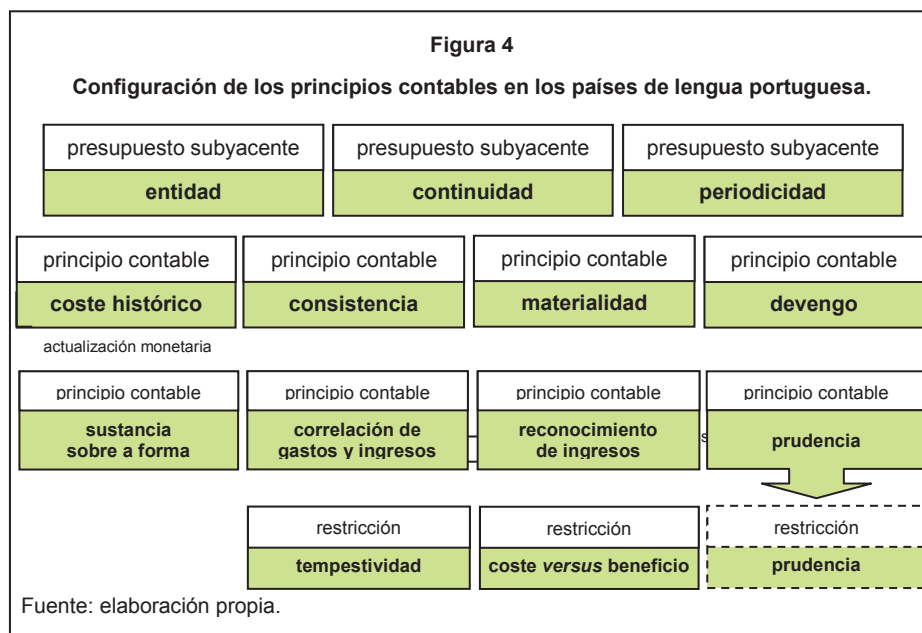 Figura 4
Configuración de los principios contables en los países de lengua portuguesa.
presupuesto subyacente
entidad
presupuesto subyacente
continuidad
presupuesto subyacente
periodicidad
principio contable
coste histórico
principio contable
consistencia
principio contable
materialidad
principio contable
devengo
actualización monetaria
principio contable
sustancia
sobre a forma
principio contable
correlación de
gastos y ingresos
principio contable
reconocimiento
de ingresos
s
principio contable
prudencia
restricción
tempestividad
restricción
coste versus beneficio
restricción
prudencia
Fuente: elaboración propia.